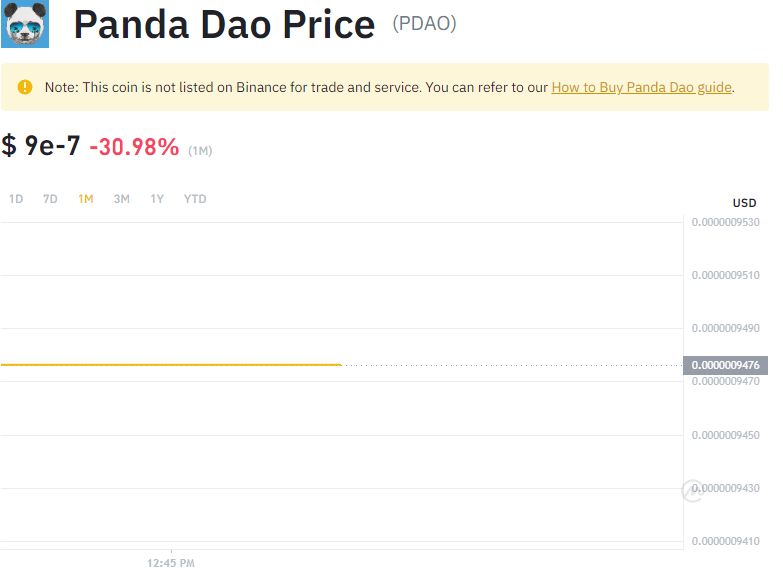 Panda Dao Price (PDAO)
Note: This coin is not listed on Binance for trade and service. You can refer to our How to Buy Panda Dao guide.
$ 9e-7 -30.98% (1M)
1D 7D 1M 3M 1Y YTD
USD
0.0000009530
0.0000009510
0.0000009490
0.0000009476
0.0000009470
0.0000009450
0.0000009430
0.0000009410
12:45 PM